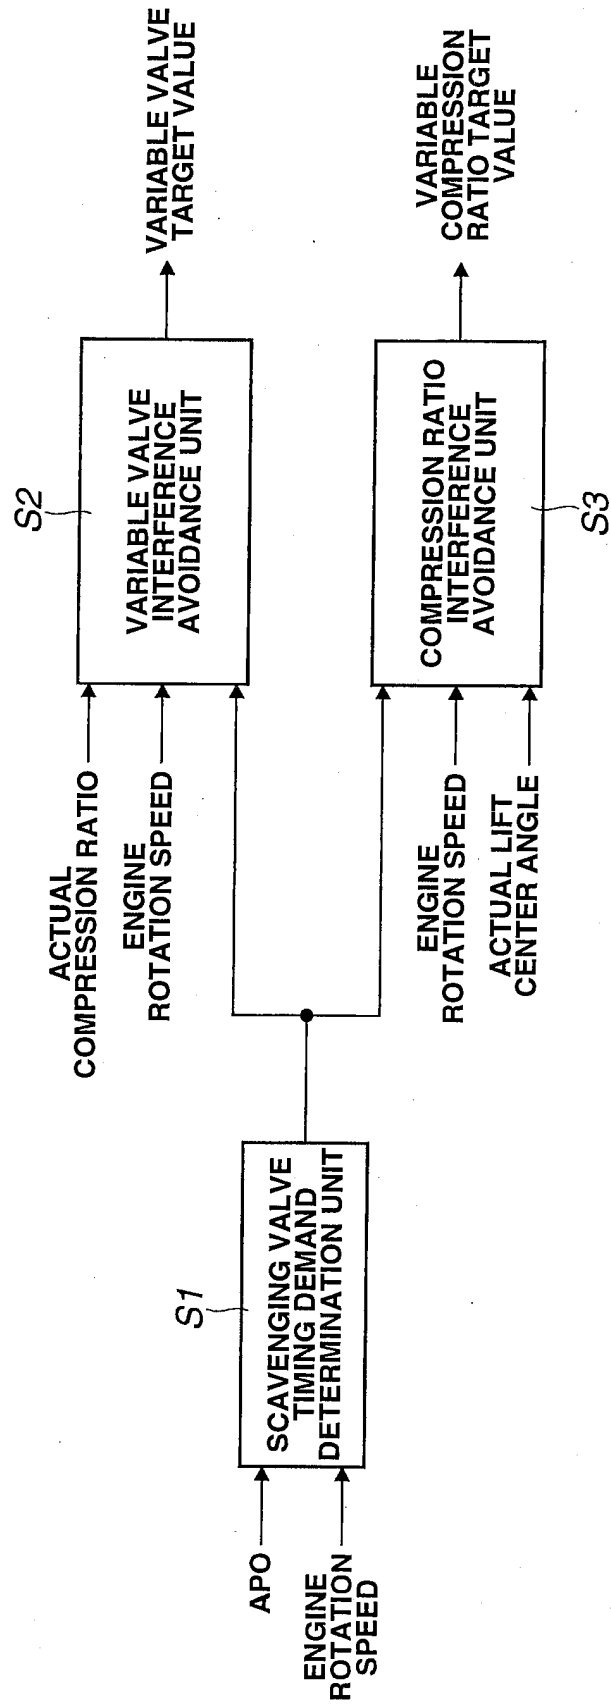 APO
ENGINE
ROTATION
SPEED
S1
SCAVENGING VALVE
TIMING DEMAND
DETERMINATION UNIT
ACTUAL
COMPRESSION RATIO
ENGINE
ROTATION SPEED
S2
VARIABLE VALVE
INTERFERENCE
AVOIDANCE UNIT
VARIABLE VALVE
TARGET VALUE
ENGINE
ROTATION SPEED
ACTUAL LIFT
CENTER ANGLE
COMPRESSION RATIO
INTERFERENCE
AVOIDANCE UNIT
S3
VARIABLE
COMPRESSION
RATIO TARGET
VALUE